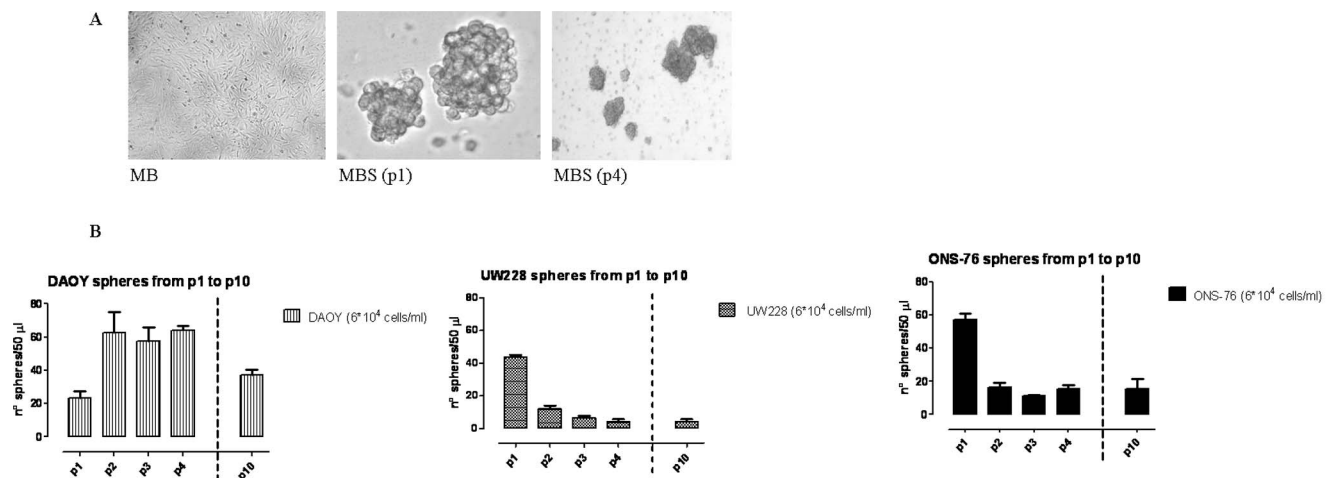 A
MB
MBS (p1)
MBS (p4)
B
DAOY spheres from p1 to p10
n° spheres/50 µl
80
60
40
20
0
p1
p2
p3
p4
p10
DAOY (6*10⁴ cells/ml)
UW228 spheres from p1 to p10
n° spheres/50 µl
80
60
40
20
0
p1
p2
p3
p4
p10
UW228 (6*10⁴ cells/ml)
ONS-76 spheres from p1 to p10
n° spheres/50 µl
80
60
40
20
0
p1
p2
p3
p4
p10
ONS-76 (6*10⁴ cells/ml)